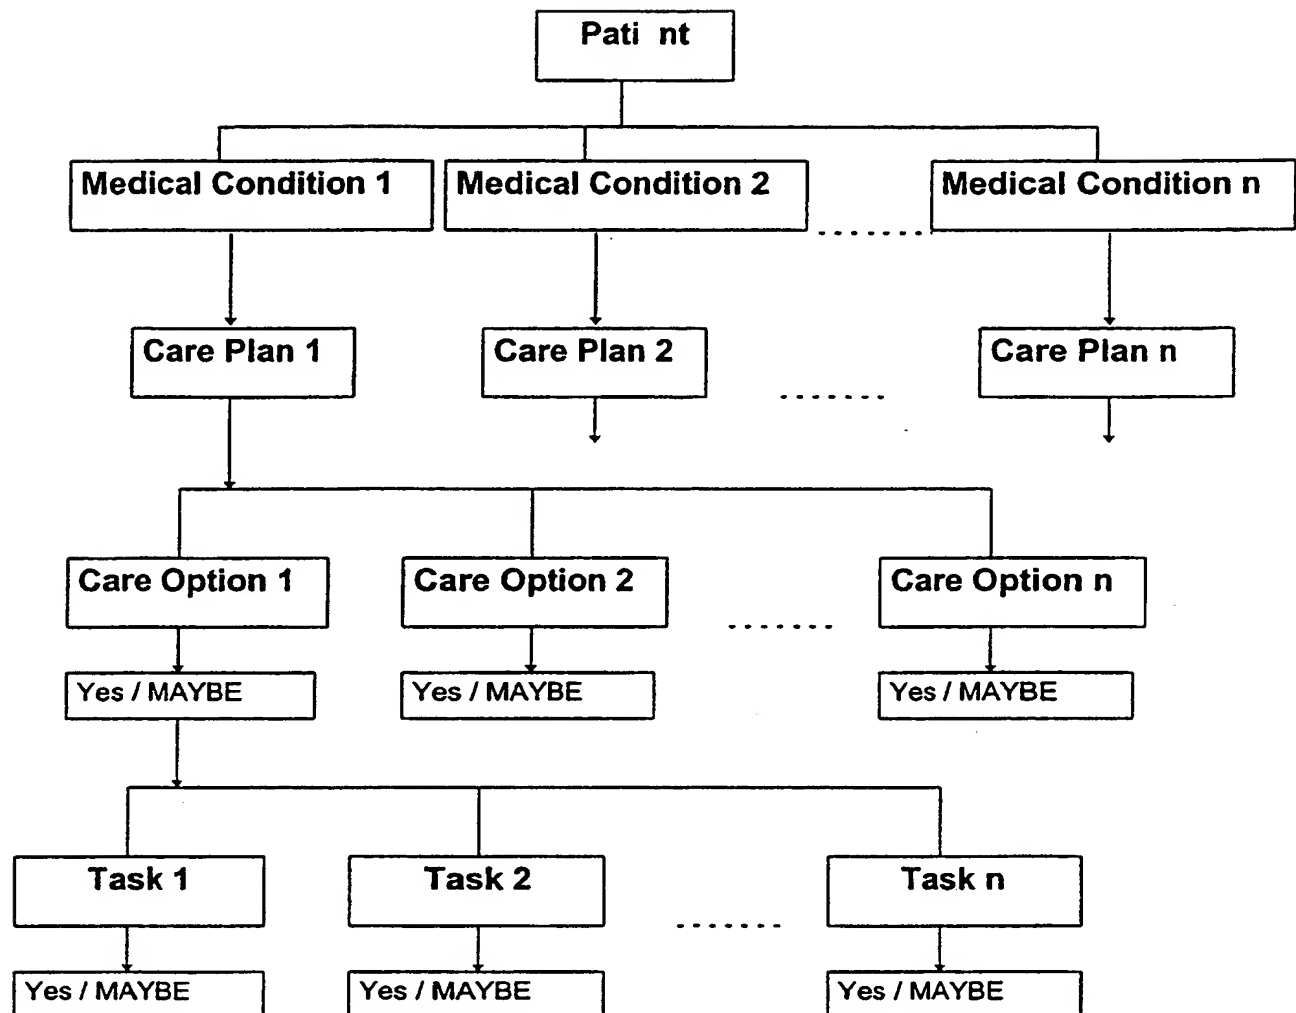 Pati nt
Medical Condition 1
Medical Condition 2
Medical Condition n
Care Plan 1
Care Plan 2
Care Plan n
Care Option 1
Care Option 2
Care Option n
Yes / MAYBE
Yes / MAYBE
Yes / MAYBE
Task 1
Task 2
Task n
Yes / MAYBE
Yes / MAYBE
Yes / MAYBE